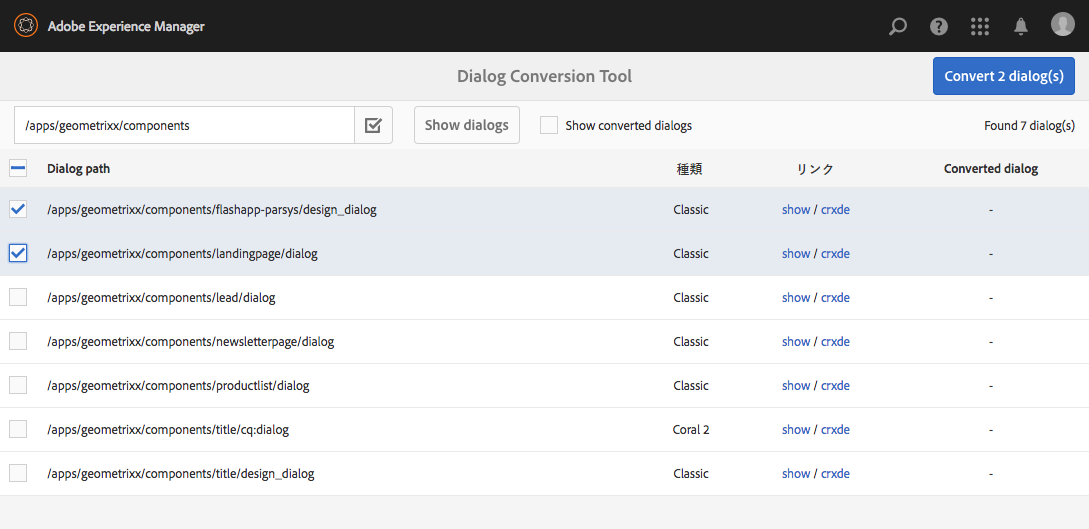 Adobe Experience Manager
Dialog Conversion Tool
Convert 2 dialog(s)
/apps/geometrixx/components
Show dialogs
Show converted dialogs
Found 7 dialog(s)
Dialog path 種類 リンク Converted dialog
/apps/geometrixx/components/flashapp-parsys/design_dialog Classic show / crxde -
/apps/geometrixx/components/landingpage/dialog Classic show / crxde -
/apps/geometrixx/components/lead/dialog Classic show / crxde -
/apps/geometrixx/components/newsletterpage/dialog Classic show / crxde -
/apps/geometrixx/components/productlist/dialog Classic show / crxde -
/apps/geometrixx/components/title/cq:dialog Coral 2 show / crxde -
/apps/geometrixx/components/title/design_dialog Classic show / crxde -